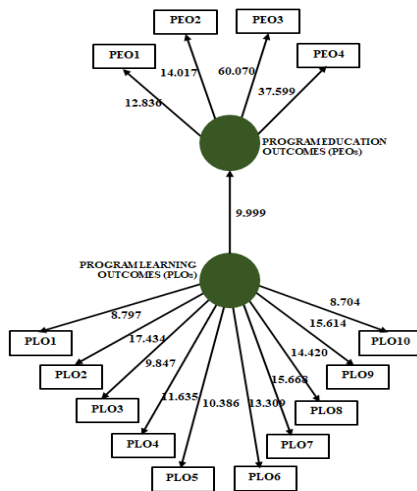 PEO2
PEO3
PEO1
PEO4
14.017
60.070
37.599
12.836
PROGRAM EDUCATION
OUTCOMES (PEOs)
9.999
PROGRAM LEARNING
OUTCOMES (PLOs)
8.797
8.704
17.434
15.614
PLO1
PLO10
9.847
14.420
PLO2
PLO9
11.635
10.386
13.309
15.668
PLO3
PLO8
PLO4
PLO7
PLO5
PLO6